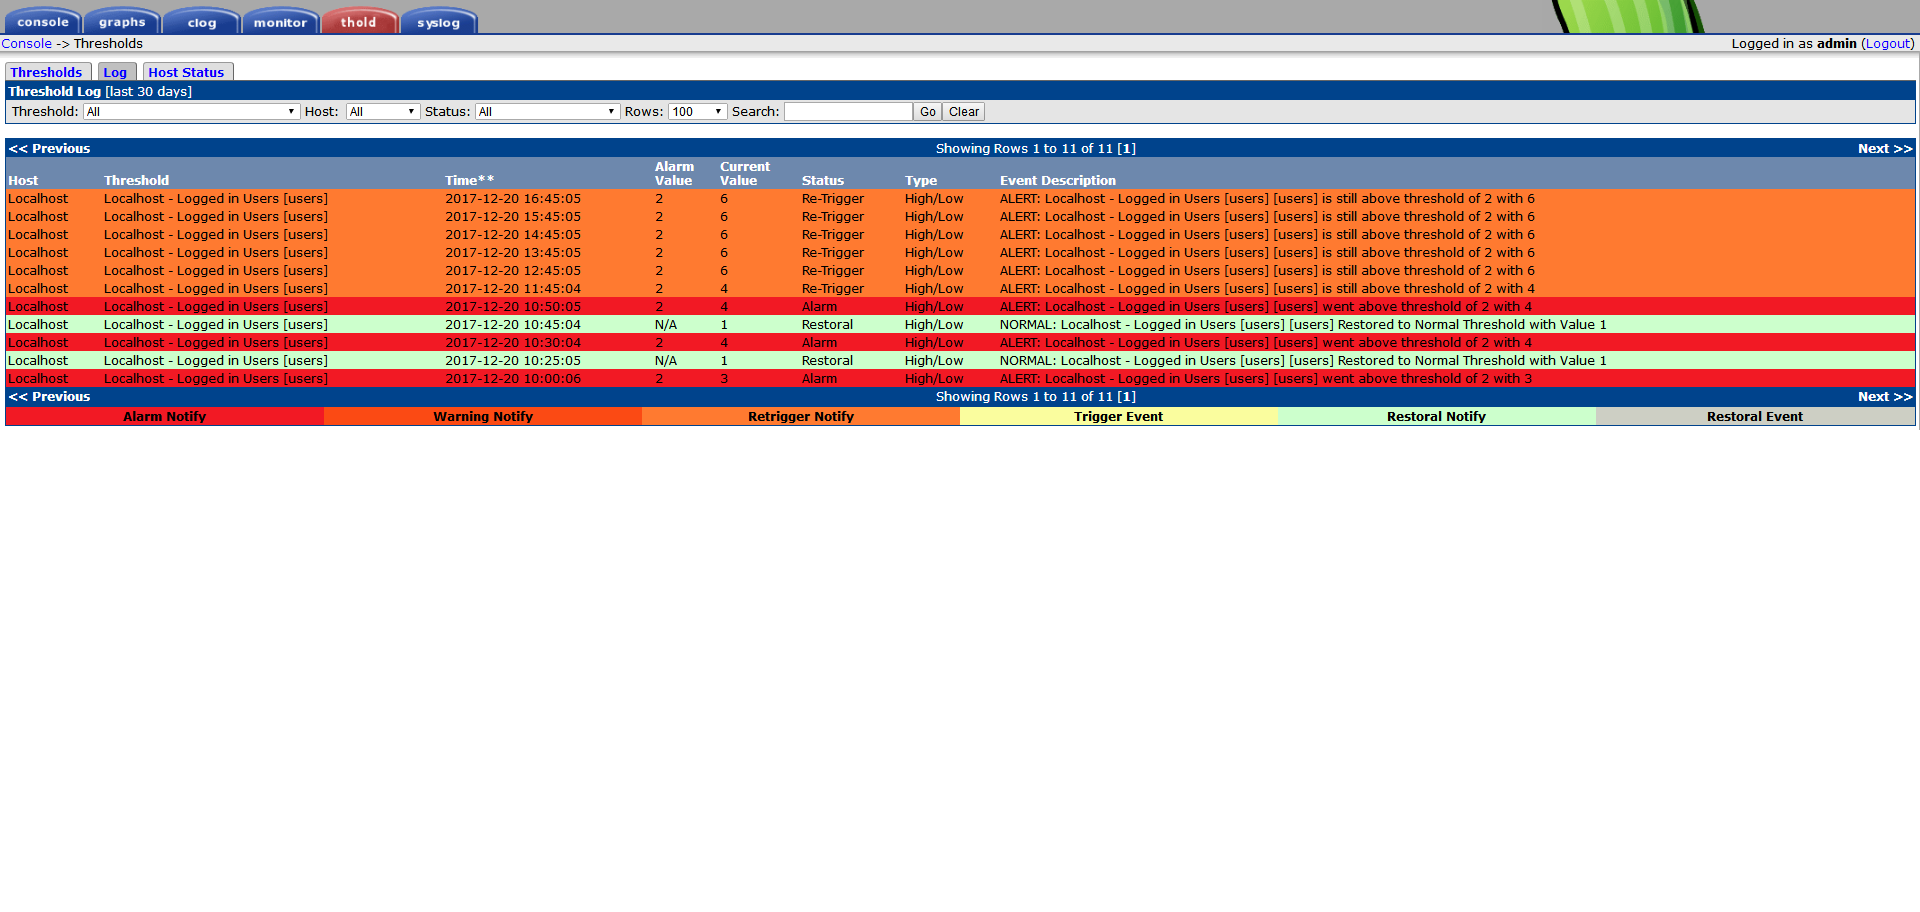 console graphs clog monitor thold syslog
Console -> Thresholds Logged in as admin (Logout)
Thresholds Log Host Status
Threshold Log [last 30 days]
Threshold: All Host: All Status: All Rows: 100 Search: Go Clear
<< Previous Showing Rows 1 to 11 of 11 [1] Next >>
Host Threshold Time** Alarm Value Current Value Status Type Event Description
Localhost Localhost - Logged in Users [users] 2017-12-20 16:45:05 2 6 Re-Trigger High/Low ALERT: Localhost - Logged in Users [users] [users] is still above threshold of 2 with 6
Localhost Localhost - Logged in Users [users] 2017-12-20 15:45:05 2 6 Re-Trigger High/Low ALERT: Localhost - Logged in Users [users] [users] is still above threshold of 2 with 6
Localhost Localhost - Logged in Users [users] 2017-12-20 14:45:05 2 6 Re-Trigger High/Low ALERT: Localhost - Logged in Users [users] [users] is still above threshold of 2 with 6
Localhost Localhost - Logged in Users [users] 2017-12-20 13:45:05 2 6 Re-Trigger High/Low ALERT: Localhost - Logged in Users [users] [users] is still above threshold of 2 with 6
Localhost Localhost - Logged in Users [users] 2017-12-20 12:45:05 2 6 Re-Trigger High/Low ALERT: Localhost - Logged in Users [users] [users] is still above threshold of 2 with 6
Localhost Localhost - Logged in Users [users] 2017-12-20 11:45:04 2 4 Re-Trigger High/Low ALERT: Localhost - Logged in Users [users] [users] is still above threshold of 2 with 4
Localhost Localhost - Logged in Users [users] 2017-12-20 10:50:05 2 4 Alarm High/Low ALERT: Localhost - Logged in Users [users] [users] went above threshold of 2 with 4
Localhost Localhost - Logged in Users [users] 2017-12-20 10:45:04 N/A 1 Restoral High/Low NORMAL: Localhost - Logged in Users [users] [users] Restored to Normal Threshold with Value 1
Localhost Localhost - Logged in Users [users] 2017-12-20 10:30:04 2 4 Alarm High/Low ALERT: Localhost - Logged in Users [users] [users] went above threshold of 2 with 4
Localhost Localhost - Logged in Users [users] 2017-12-20 10:25:05 N/A 1 Restoral High/Low NORMAL: Localhost - Logged in Users [users] [users] Restored to Normal Threshold with Value 1
Localhost Localhost - Logged in Users [users] 2017-12-20 10:00:06 2 3 Alarm High/Low ALERT: Localhost - Logged in Users [users] [users] went above threshold of 2 with 3
<< Previous Showing Rows 1 to 11 of 11 [1] Next >>
Alarm Notify Warning Notify Retrigger Notify Trigger Event Restoral Notify Restoral Event